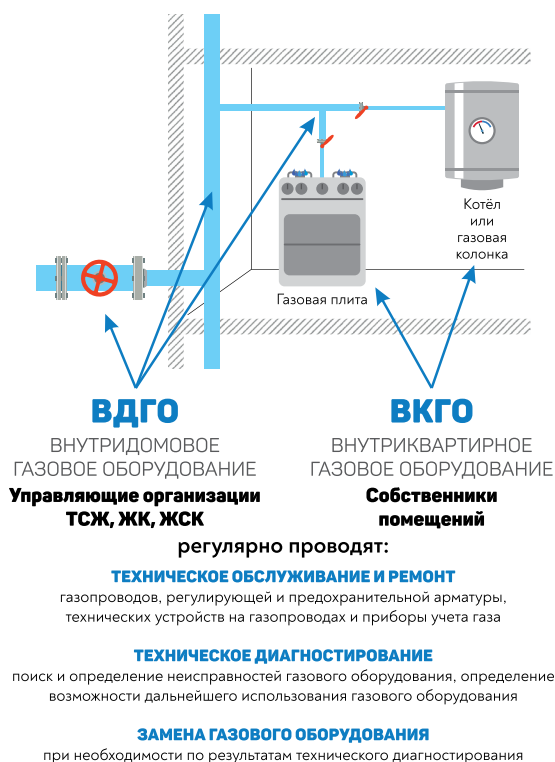 Котёл
или
газовая
колонка
Газовая плита
ВДГО
ВНУТРИДОМОВОЕ
ГАЗОВОЕ ОБОРУДОВАНИЕ
Управляющие организации
ТСЖ, ЖК, ЖСК
ВКГО
ВНУТРИКВАРТИРНОЕ
ГАЗОВОЕ ОБОРУДОВАНИЕ
Собственники
помещений
регулярно проводят:
ТЕХНИЧЕСКОЕ ОБСЛУЖИВАНИЕ И РЕМОНТ
газопроводов, регулирующей и предохранительной арматуры,
технических устройств на газопроводах и приборы учета газа
ТЕХНИЧЕСКОЕ ДИАГНОСТИРОВАНИЕ
поиск и определение неисправностей газового оборудования, определение
возможности дальнейшего использования газового оборудования
ЗАМЕНА ГАЗОВОГО ОБОРУДОВАНИЯ
при необходимости по результатам технического диагностирования